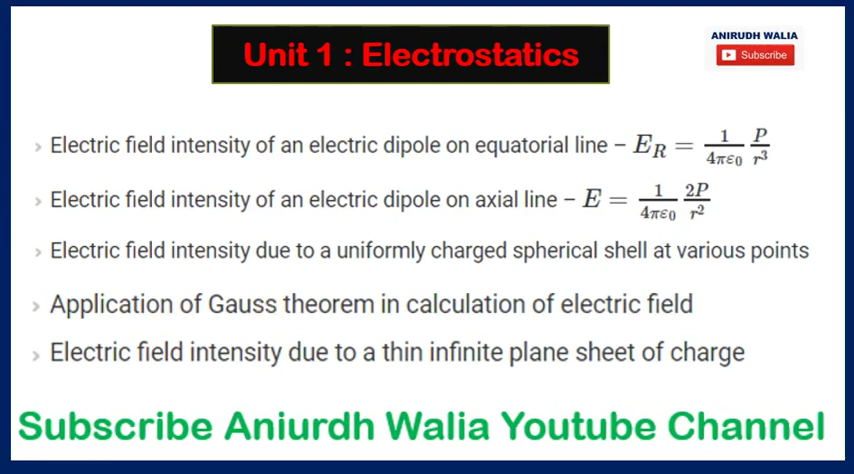 Unit 1 : Electrostatics
ANIRUDH WALIA
Subscribe
› Electric field intensity of an electric dipole on equatorial line – E_R = 1/(4πε₀) P/r³
› Electric field intensity of an electric dipole on axial line – E = 1/(4πε₀) 2P/r²
› Electric field intensity due to a uniformly charged spherical shell at various points
› Application of Gauss theorem in calculation of electric field
› Electric field intensity due to a thin infinite plane sheet of charge
Subscribe Aniurdh Walia Youtube Channel